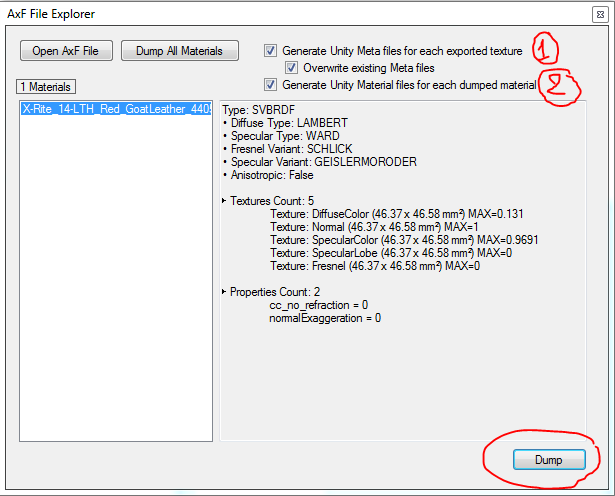 AxF File Explorer
Open AxF File
Dump All Materials
Generate Unity Meta files for each exported texture
1
Overwrite existing Meta files
Generate Unity Material files for each dumped material
2
1 Materials
X-Rite_14-LTH_Red_GoatLeather_440
Type: SVBRDF
• Diffuse Type: LAMBERT
• Specular Type: WARD
• Fresnel Variant: SCHLICK
• Specular Variant: GEISLERMORODER
• Anisotropic: False
Textures Count: 5
Texture: DiffuseColor (46.37 x 46.58 mm²) MAX=0.131
Texture: Normal (46.37 x 46.58 mm²) MAX=1
Texture: SpecularColor (46.37 x 46.58 mm²) MAX=0.9691
Texture: SpecularLobe (46.37 x 46.58 mm²) MAX=0
Texture: Fresnel (46.37 x 46.58 mm²) MAX=0
Properties Count: 2
cc_no_refraction = 0
normalExaggeration = 0
Dump